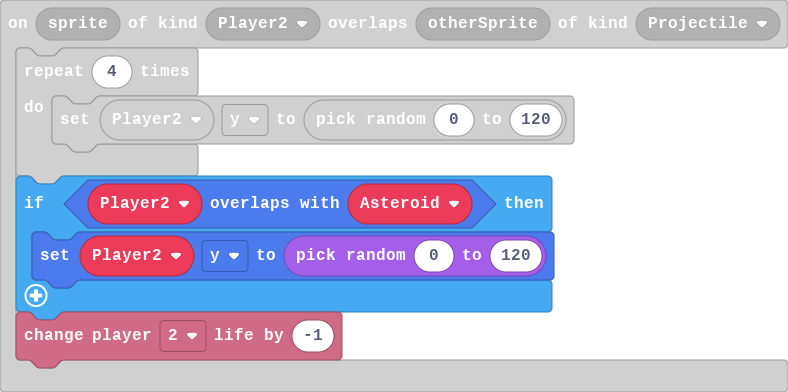 on sprite of kind Player2 overlaps otherSprite of kind Projectile
repeat 4 times
do set Player2 y to pick random 0 to 120
if Player2 overlaps with Asteroid then
set Player2 y to pick random 0 to 120
change player 2 life by -1